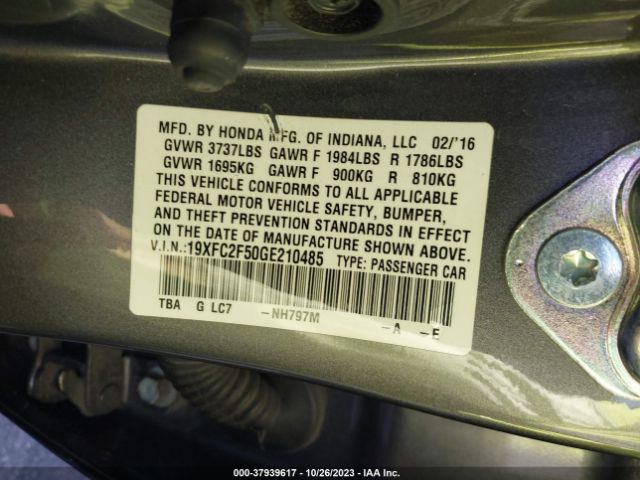 MFD. BY HONDA MFG. OF INDIANA, LLC 02/'16
GVWR 3737LBS GAWR F 1984LBS R 1786LBS
GVWR 1695KG GAWR F 900KG R 810KG
THIS VEHICLE CONFORMS TO ALL APPLICABLE
FEDERAL MOTOR VEHICLE SAFETY, BUMPER,
AND THEFT PREVENTION STANDARDS IN EFFECT
ON THE DATE OF MANUFACTURE SHOWN ABOVE.
V.I.N.:19XFC2F50GE210485 TYPE: PASSENGER CAR
TBA G LC7 -NH797M -A -E
000-37939617 - 10/26/2023 - IAA Inc.